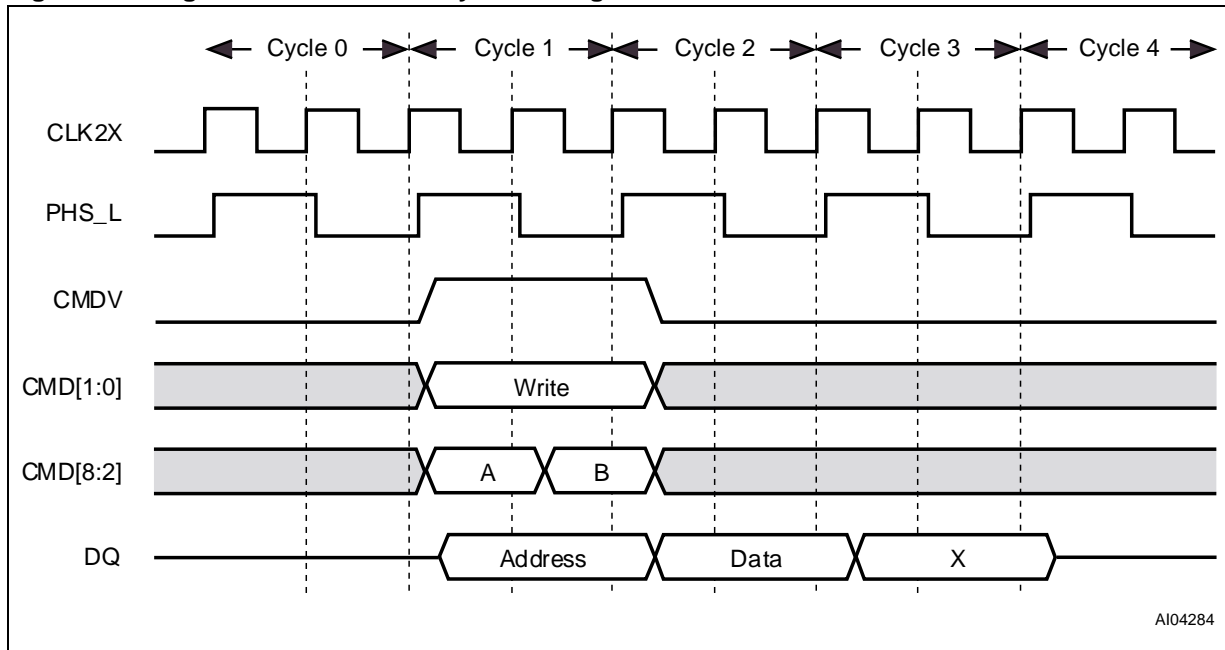 Cycle 0 Cycle 1 Cycle 2 Cycle 3 Cycle 4
CLK2X
PHS_L
CMDV
CMD[1:0] Write
CMD[8:2] A B
DQ Address Data X
AI04284